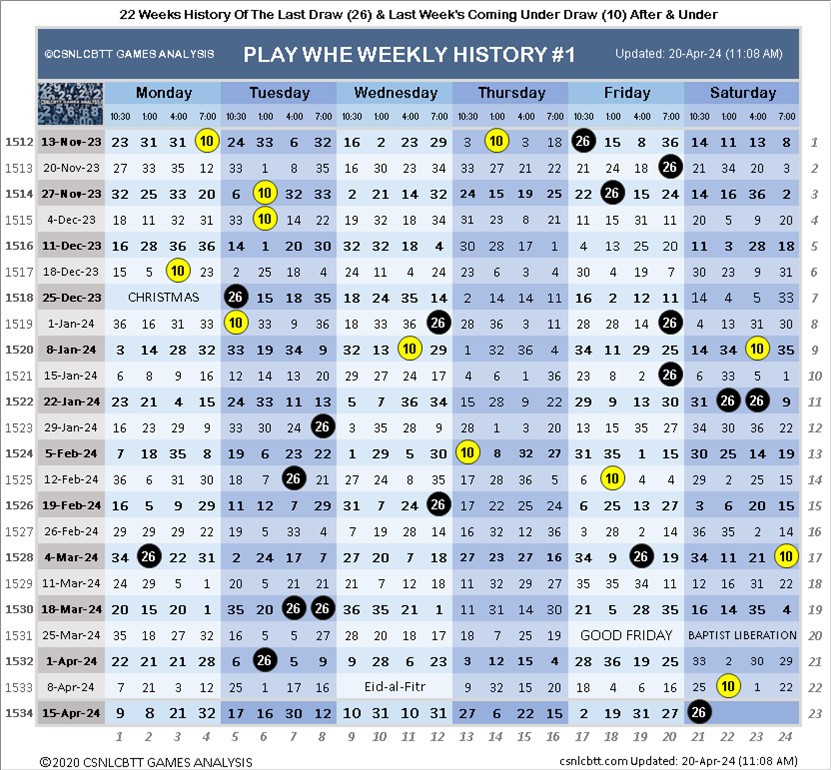 22 Weeks History Of The Last Draw (26) & Last Week's Coming Under Draw (10) After & Under
©CSNLCBTT GAMES ANALYSIS PLAY WHE WEEKLY HISTORY #1 Updated: 20-Apr-24 (11:08 AM)
Monday Tuesday Wednesday Thursday Friday Saturday
10:30 1:00 4:00 7:00 10:30 1:00 4:00 7:00 10:30 1:00 4:00 7:00 10:30 1:00 4:00 7:00 10:30 1:00 4:00 7:00 10:30 1:00 4:00 7:00
1512 13-Nov-23 23 31 31 10 24 33 6 32 16 2 23 29 3 10 3 18 26 15 8 36 14 11 13 8 1
1513 20-Nov-23 27 33 35 12 33 1 8 35 16 30 23 34 33 27 21 22 21 24 18 26 21 34 20 3 2
1514 27-Nov-23 32 25 33 20 6 10 32 33 2 21 14 32 24 15 19 25 22 26 15 24 14 16 36 2 3
1515 4-Dec-23 18 11 32 31 33 10 14 22 19 32 18 34 31 23 8 21 11 15 31 11 20 5 9 20 4
1516 11-Dec-23 16 28 36 36 14 1 20 30 32 32 18 4 30 28 17 1 4 13 25 20 11 3 28 18 5
1517 18-Dec-23 15 5 10 23 2 25 18 4 24 11 4 24 23 6 3 4 30 4 19 7 30 23 9 31 6
1518 25-Dec-23 CHRISTMAS 26 15 18 35 18 24 35 14 2 14 14 11 16 2 12 11 14 4 5 33 7
1519 1-Jan-24 36 16 31 33 10 33 9 36 18 33 36 26 28 36 3 11 28 28 14 26 4 13 31 30 8
1520 8-Jan-24 3 14 28 32 33 19 34 9 32 13 10 29 1 32 36 4 34 11 29 25 14 34 10 35 9
1521 15-Jan-24 6 8 9 16 12 14 13 20 29 27 24 17 4 6 1 36 23 8 2 26 6 33 5 1 10
1522 22-Jan-24 23 21 4 15 24 33 11 13 5 7 36 34 15 28 9 22 29 9 13 30 31 26 26 9 11
1523 29-Jan-24 16 23 29 9 33 30 24 26 3 35 28 9 28 1 3 20 13 15 35 27 34 30 36 22 12
1524 5-Feb-24 7 18 35 8 19 6 23 22 1 29 5 30 10 8 32 27 31 35 1 15 30 25 14 19 13
1525 12-Feb-24 36 6 31 30 18 7 26 21 27 24 8 35 17 28 36 5 6 10 4 4 29 2 25 15 14
1526 19-Feb-24 16 5 9 29 11 12 7 29 31 7 24 26 17 22 25 24 6 25 13 27 3 6 20 15 15
1527 26-Feb-24 29 29 29 22 19 5 33 4 7 19 28 14 16 32 12 36 3 28 2 14 36 35 2 14 16
1528 4-Mar-24 34 26 22 31 2 24 17 7 27 20 7 18 27 23 27 16 34 9 26 19 34 11 21 10 17
1529 11-Mar-24 24 29 5 1 20 5 21 21 21 7 12 18 11 32 29 27 35 35 34 11 12 16 31 22 18
1530 18-Mar-24 20 15 20 1 35 20 26 26 36 35 21 1 11 31 14 30 21 5 28 35 16 14 35 4 19
1531 25-Mar-24 35 18 27 32 16 5 5 27 28 20 18 17 18 7 25 19 GOOD FRIDAY BAPTIST LIBERATION 20
1532 1-Apr-24 22 21 21 28 6 26 5 9 9 28 6 23 3 12 15 4 28 36 19 25 33 2 30 29 21
1533 8-Apr-24 7 21 3 12 25 1 17 16 Eid-al-Fitr 9 32 15 20 18 4 6 16 25 10 1 22 22
1534 15-Apr-24 9 8 21 32 17 16 30 12 10 31 10 31 27 6 22 15 2 19 31 27 26 23
1 2 3 4 5 6 7 8 9 10 11 12 13 14 15 16 17 18 19 20 21 22 23 24
©2020 CSNLCBTT GAMES ANALYSIS csnlcbtt.com Updated: 20-Apr-24 (11:08 AM)